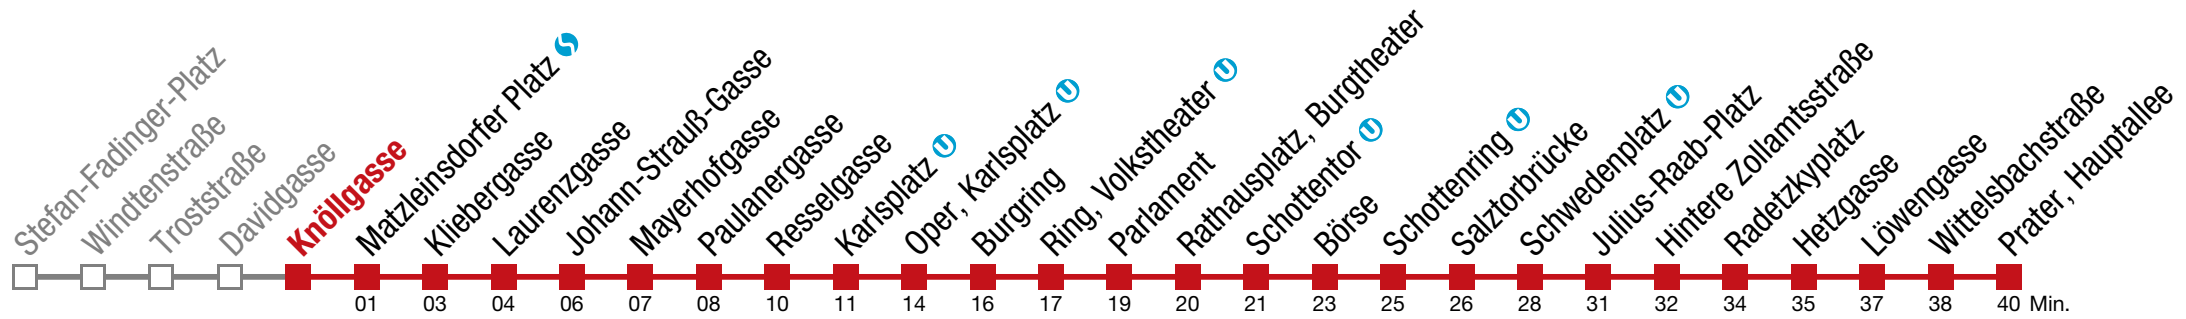 Stefan-Fadinger-Platz
Windtenstraße
Troststraße
Davidgasse
Knöllgasse
Matzleinsdorfer Platz
Kliebergasse
Laurenzgasse
Johann-Strauß-Gasse
Mayerhofgasse
Paulanergasse
Resselgasse
Karlsplatz U
Oper, Karlsplatz U
Burgring
Ring, Volkstheater U
Parlament
Rathausplatz, Burgtheater
Schottentor U
Börse
Schottenring U
Salztorbrücke
Schwedenplatz U
Julius-Raab-Platz
Hintere Zollamtsstraße
Radetzkyplatz
Hetzgasse
Löwengasse
Wittelsbachstraße
Prater, Hauptallee
01 03 04 06 07 08 10 11 14 16 17 19 20 21 23 25 26 28 31 32 34 35 37 38 40 Min.